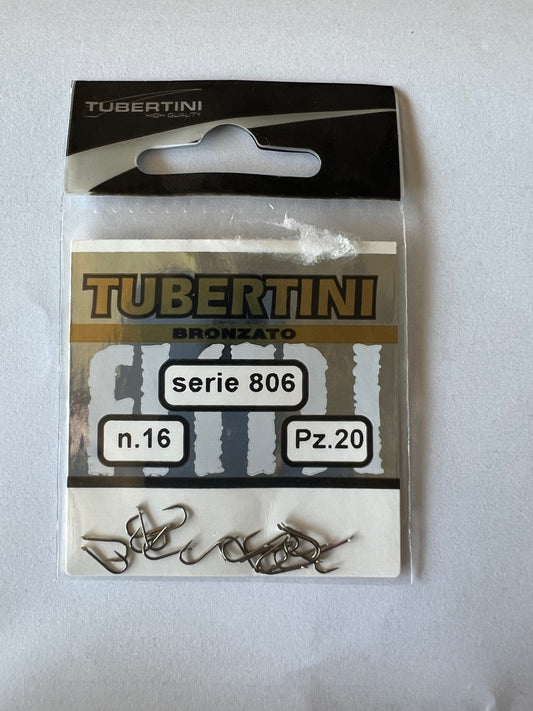 TUBERTINI
HIGH QUALITY
TUBERTINI
BRONZATO
serie 806
n.16
Pz.20